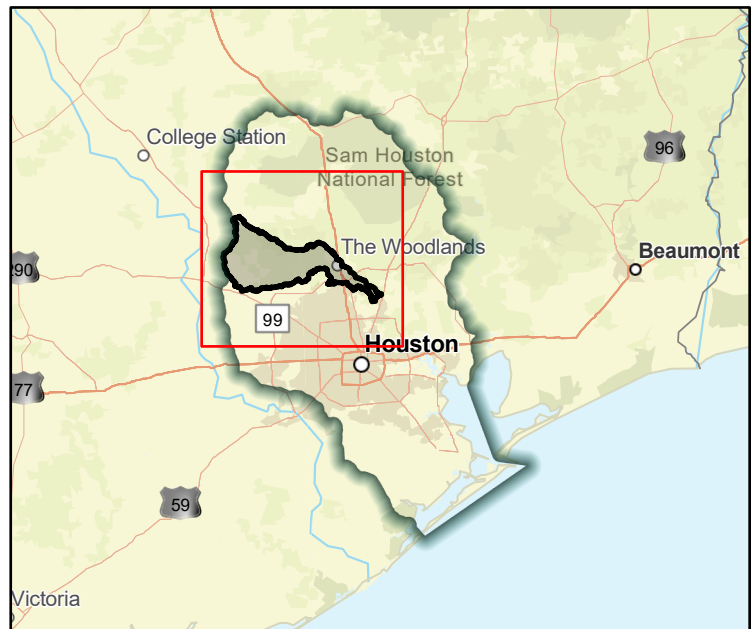 College Station
Sam Houston
National Forest
96
The Woodlands
Beaumont
290
99
Houston
77
59
Victoria